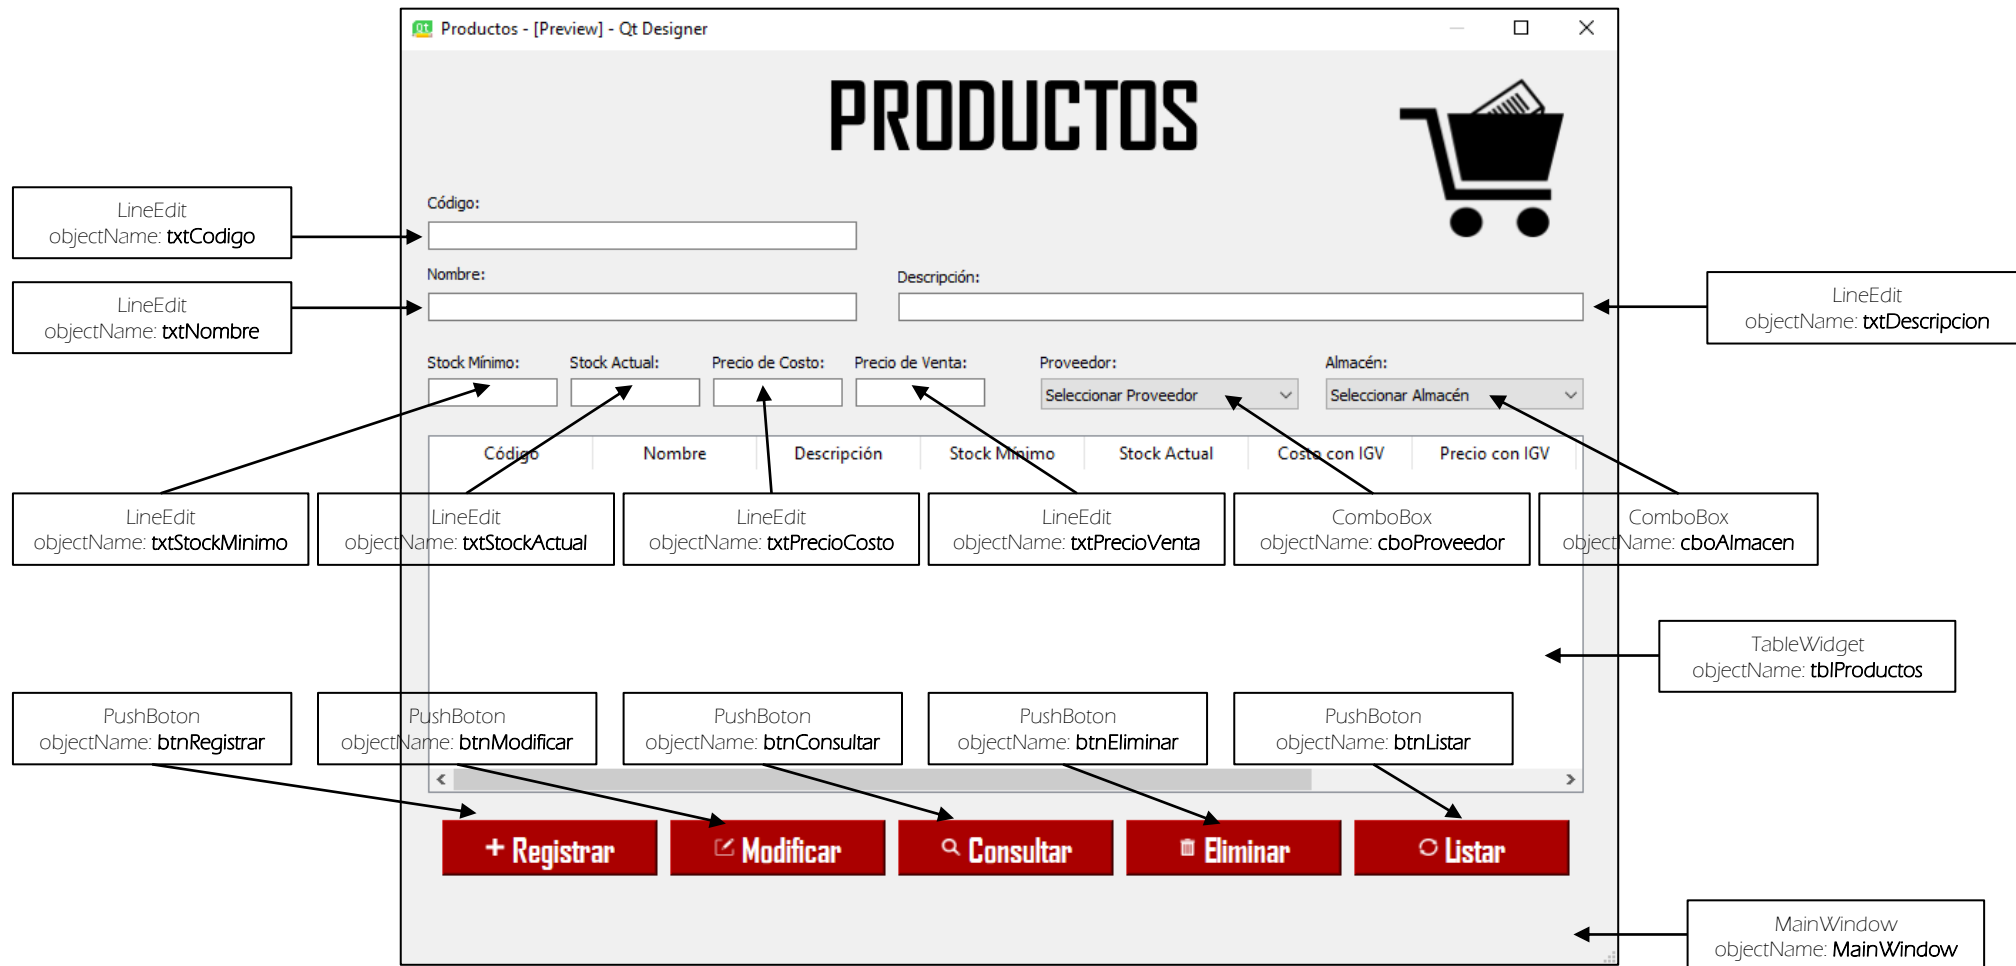 Productos - [Preview] - Qt Designer
PRODUCTOS
Código:
LineEdit
objectName: txtCodigo
Nombre:
Descripción:
LineEdit
objectName: txtNombre
LineEdit
objectName: txtDescripcion
Stock Mínimo:
Stock Actual:
Precio de Costo:
Precio de Venta:
Proveedor:
Almacén:
Seleccionar Proveedor
Seleccionar Almacén
Código
Nombre
Descripción
Stock Mínimo
Stock Actual
Costo con IGV
Precio con IGV
LineEdit
objectName: txtStockMinimo
LineEdit
objectName: txtStockActual
LineEdit
objectName: txtPrecioCosto
LineEdit
objectName: txtPrecioVenta
ComboBox
objectName: cboProveedor
ComboBox
objectName: cboAlmacen
TableWidget
objectName: tblProductos
PushBoton
objectName: btnRegistrar
PushBoton
objectName: btnModificar
PushBoton
objectName: btnConsultar
PushBoton
objectName: btnEliminar
PushBoton
objectName: btnListar
Registrar
Modificar
Consultar
Eliminar
Listar
MainWindow
objectName: MainWindow